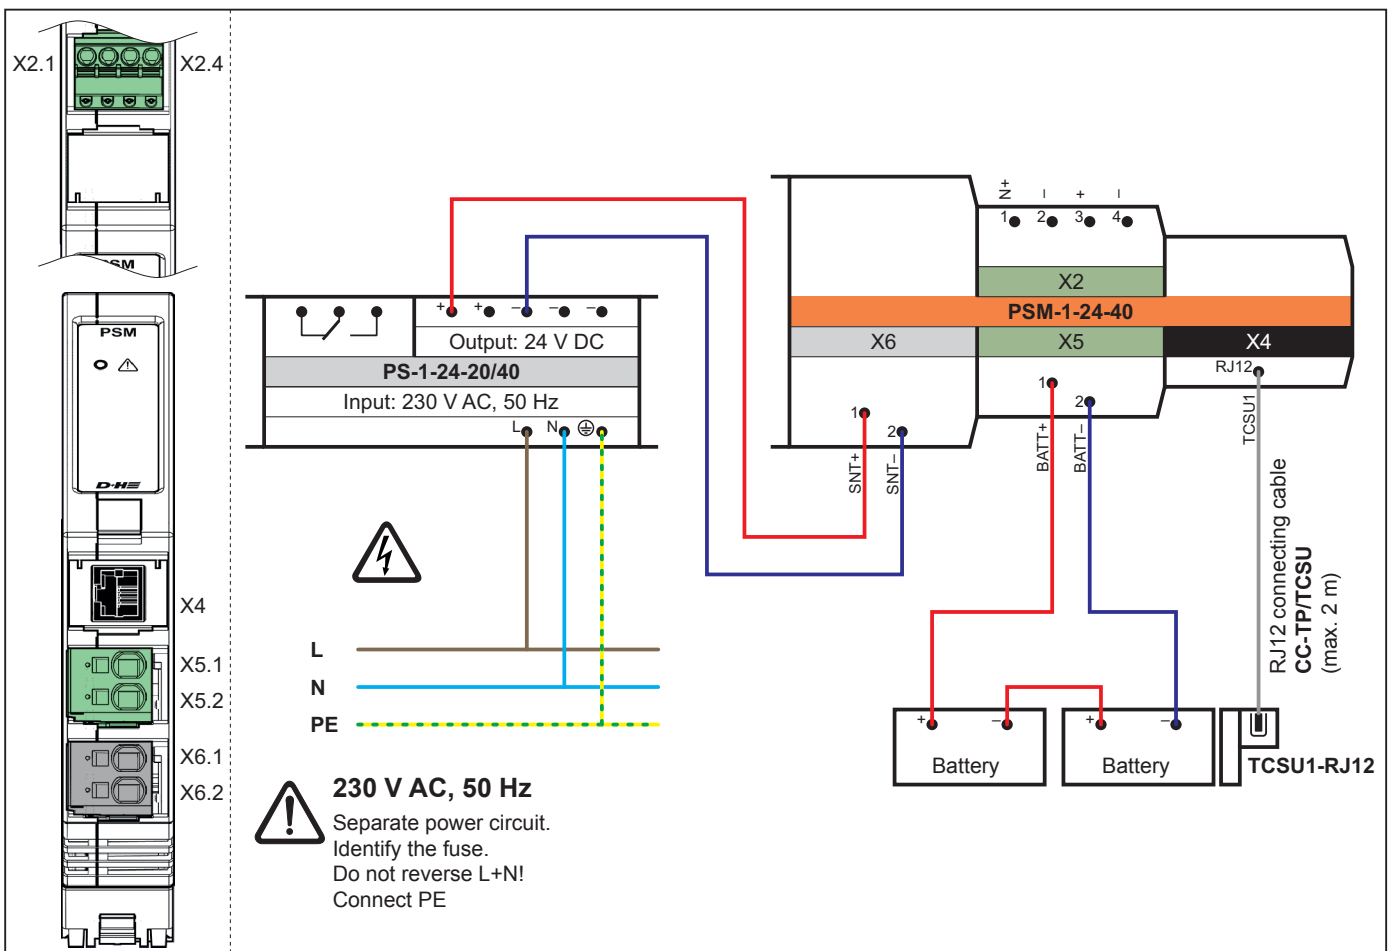 X2.1
X2.4
SM
PSM
D+H
X4
X5.1
X5.2
X6.1
X6.2
+ + – – –
Output: 24 V DC
PS-1-24-20/40
Input: 230 V AC, 50 Hz
L N
L
N
PE
230 V AC, 50 Hz
Separate power circuit.
Identify the fuse.
Do not reverse L+N!
Connect PE
N+ – + –
1 2 3 4
X2
PSM-1-24-40
X6 X5 X4
RJ12
1
2
1
2
SNT+
SNT–
BATT+
BATT–
TCSU1
RJ12 connecting cable
CC-TP/TCSU
(max. 2 m)
+ – + –
Battery
Battery
TCSU1-RJ12